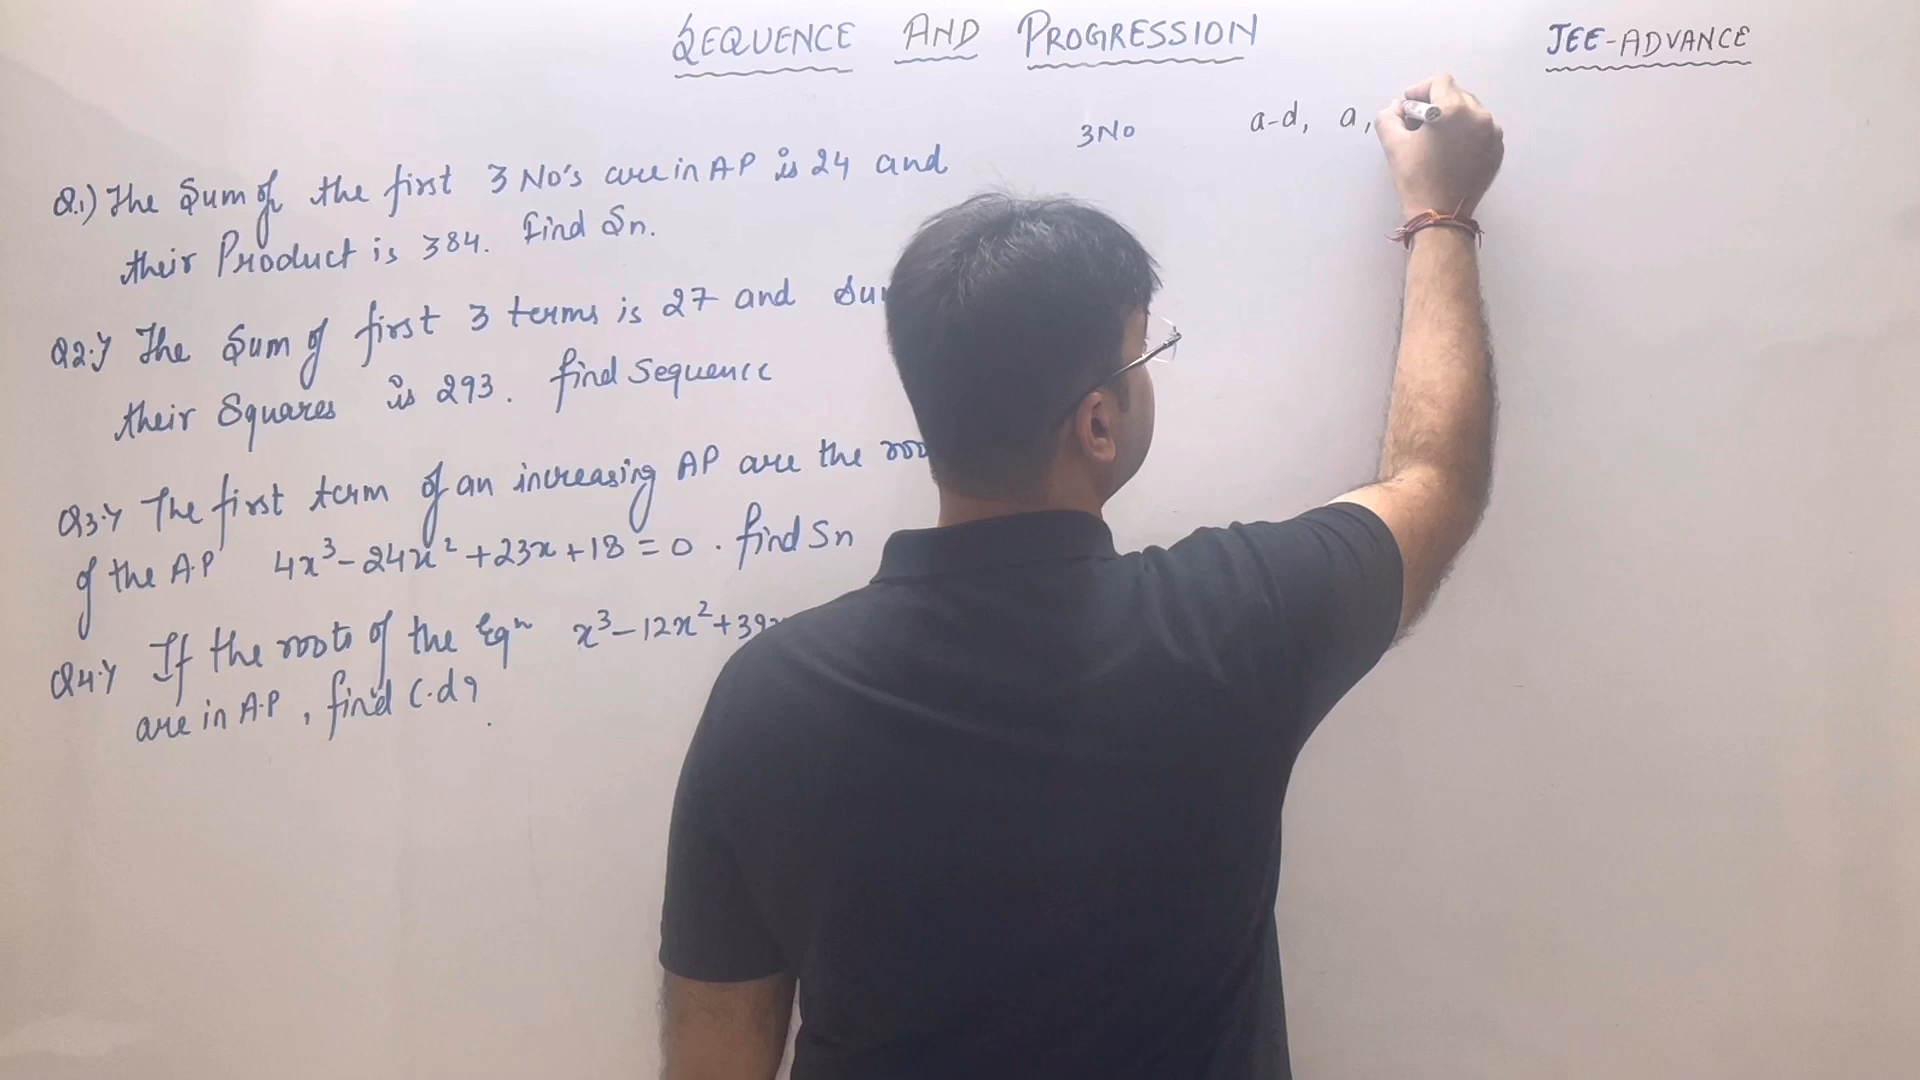 SEQUENCE AND PROGRESSION
JEE-ADVANCE
3No
a-d, a,
Q.1) The Sum of the first 3 No's are in AP is 24 and
their Product is 384. Find Sn.
Q2.) The Sum of first 3 terms is 27 and
their Squares is 293. find Sequence
Q3.) The first term of an increasing AP are the
of the A.P 4x³-24x²+23x+18=0. find Sn
Q4.) If the roots of the Eqⁿ x³-12x²+39
are in A.P, find C.d?